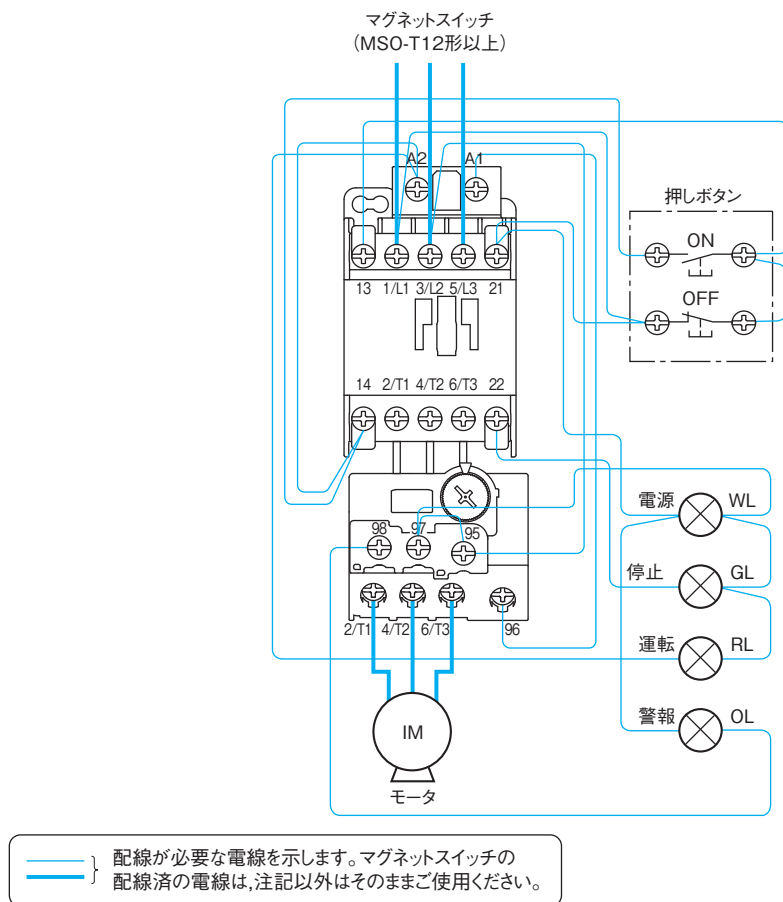 マグネットスイッチ
（MSO-T12形以上）
A2 A1
押しボタン
ON
13 1/L1 3/L2 5/L3 21
OFF
14 2/T1 4/T2 6/T3 22
電源 WL
98 97 95
停止 GL
2/T1 4/T2 6/T3 96
運転 RL
警報 OL
IM
モータ
配線が必要な電線を示します。マグネットスイッチの
配線済の電線は,注記以外はそのままご使用ください。